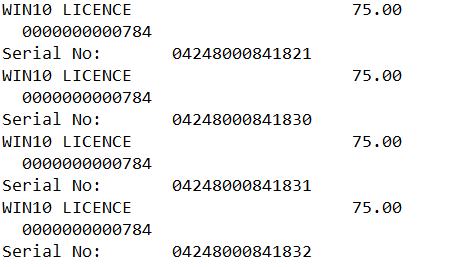 WIN10 LICENCE 75.00
0000000000784
Serial No: 04248000841821
WIN10 LICENCE 75.00
0000000000784
Serial No: 04248000841830
WIN10 LICENCE 75.00
0000000000784
Serial No: 04248000841831
WIN10 LICENCE 75.00
0000000000784
Serial No: 04248000841832